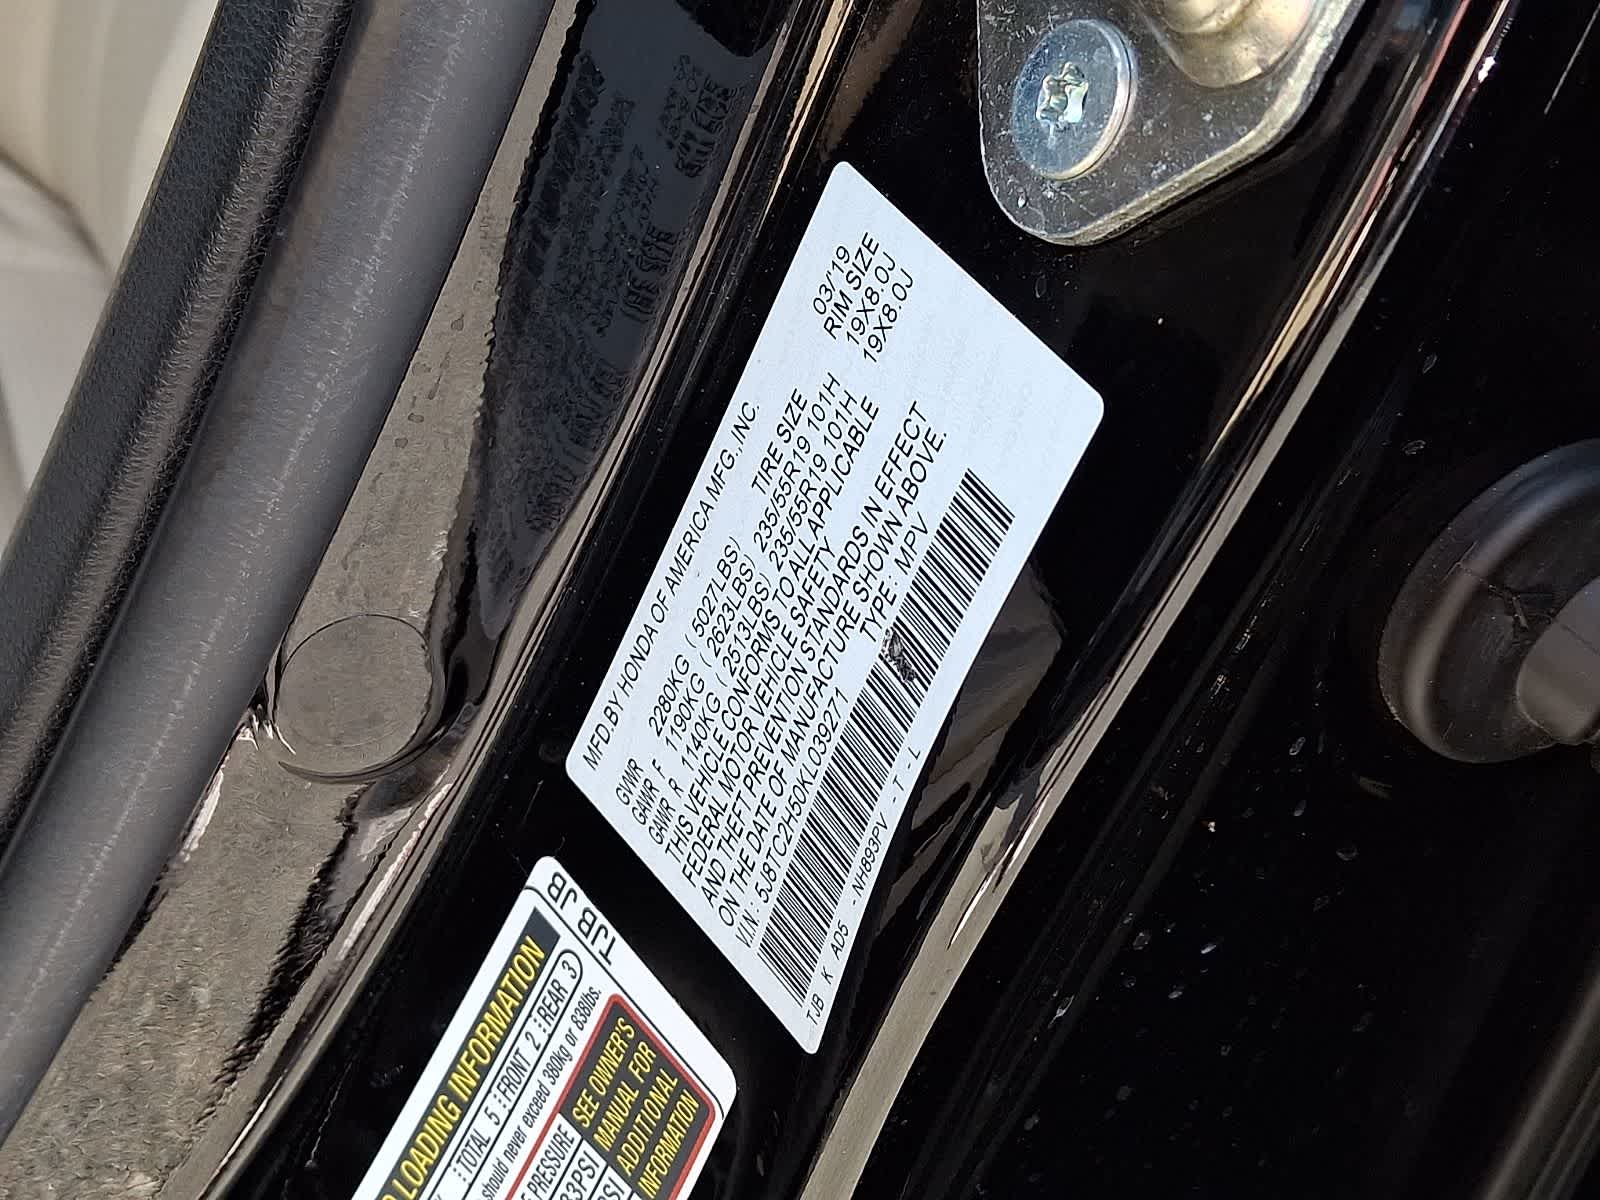 MFD.BY HONDA OF AMERICA MFG., INC. 03/'19
GVWR 2280KG ( 5027LBS) TIRE SIZE RIM SIZE
GAWR F 1190KG ( 2623LBS) 235/55R19 101H 19X8.0J
GAWR R 1140KG ( 2513LBS) 235/55R19 101H 19X8.0J
THIS VEHICLE CONFORMS TO ALL APPLICABLE
FEDERAL MOTOR VEHICLE SAFETY
AND THEFT PREVENTION STANDARDS IN EFFECT
ON THE DATE OF MANUFACTURE SHOWN ABOVE.
V.I.N.: 5J8TC2H50KL039271 TYPE: MPV
TJB K AD5 -NH893PV -T-L
TJB JB
LOADING INFORMATION
TOTAL 5 FRONT 2 REAR 3
should never exceed 380kg or 838lbs.
PRESSURE
SEE OWNER'S
MANUAL FOR
ADDITIONAL
INFORMATION